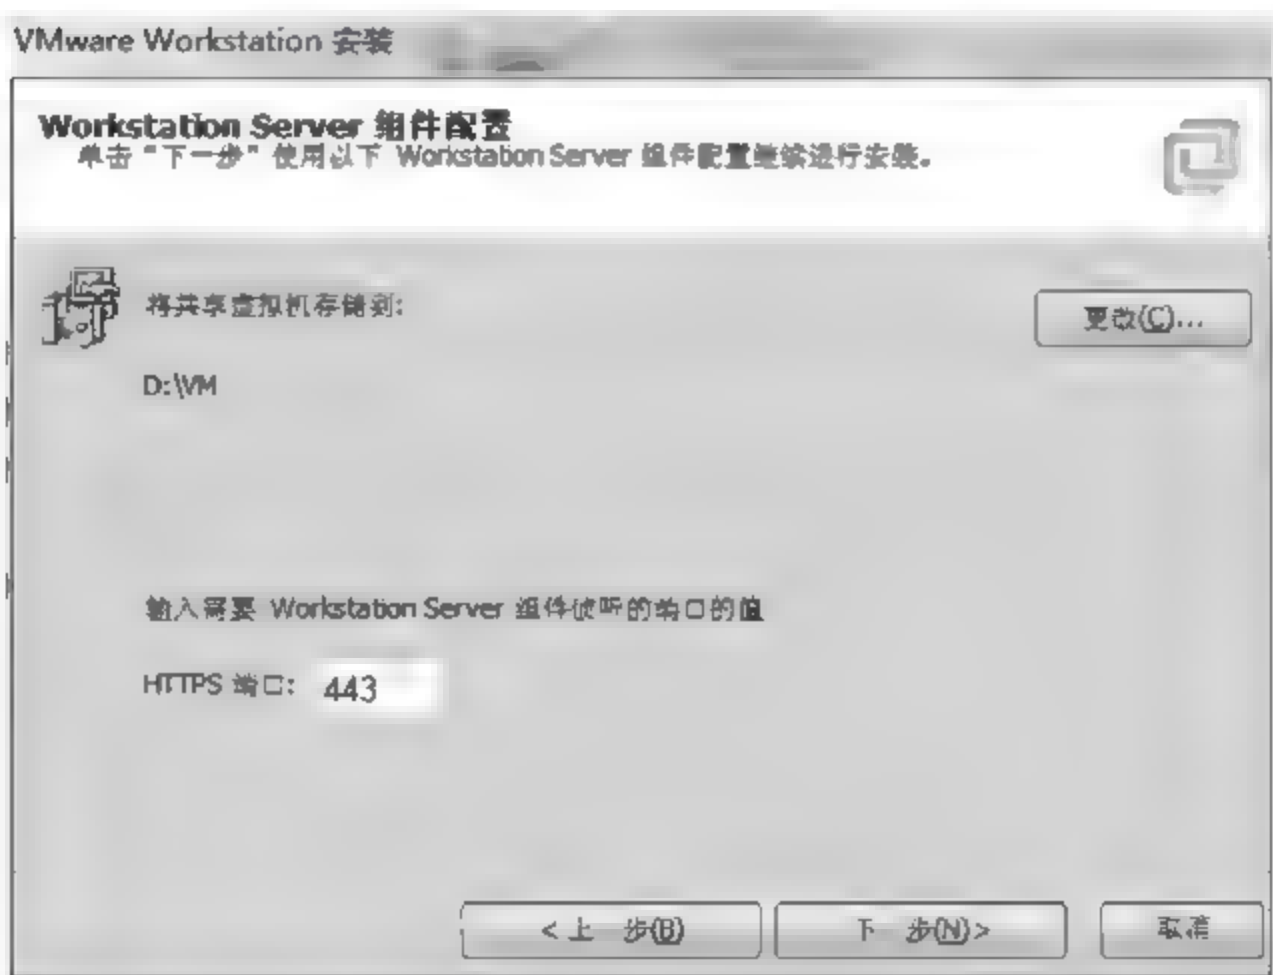 VMware Workstation 安装
Workstation Server 组件配置
单击“下一步”使用以下 Workstation Server 组件配置继续进行安装。
将共享虚拟机存储到:
更改(C)...
D:\VM
输入需要 Workstation Server 组件侦听的端口的值
HTTPS 端口: 443
<上一步(B)
下一步(N)>
取消